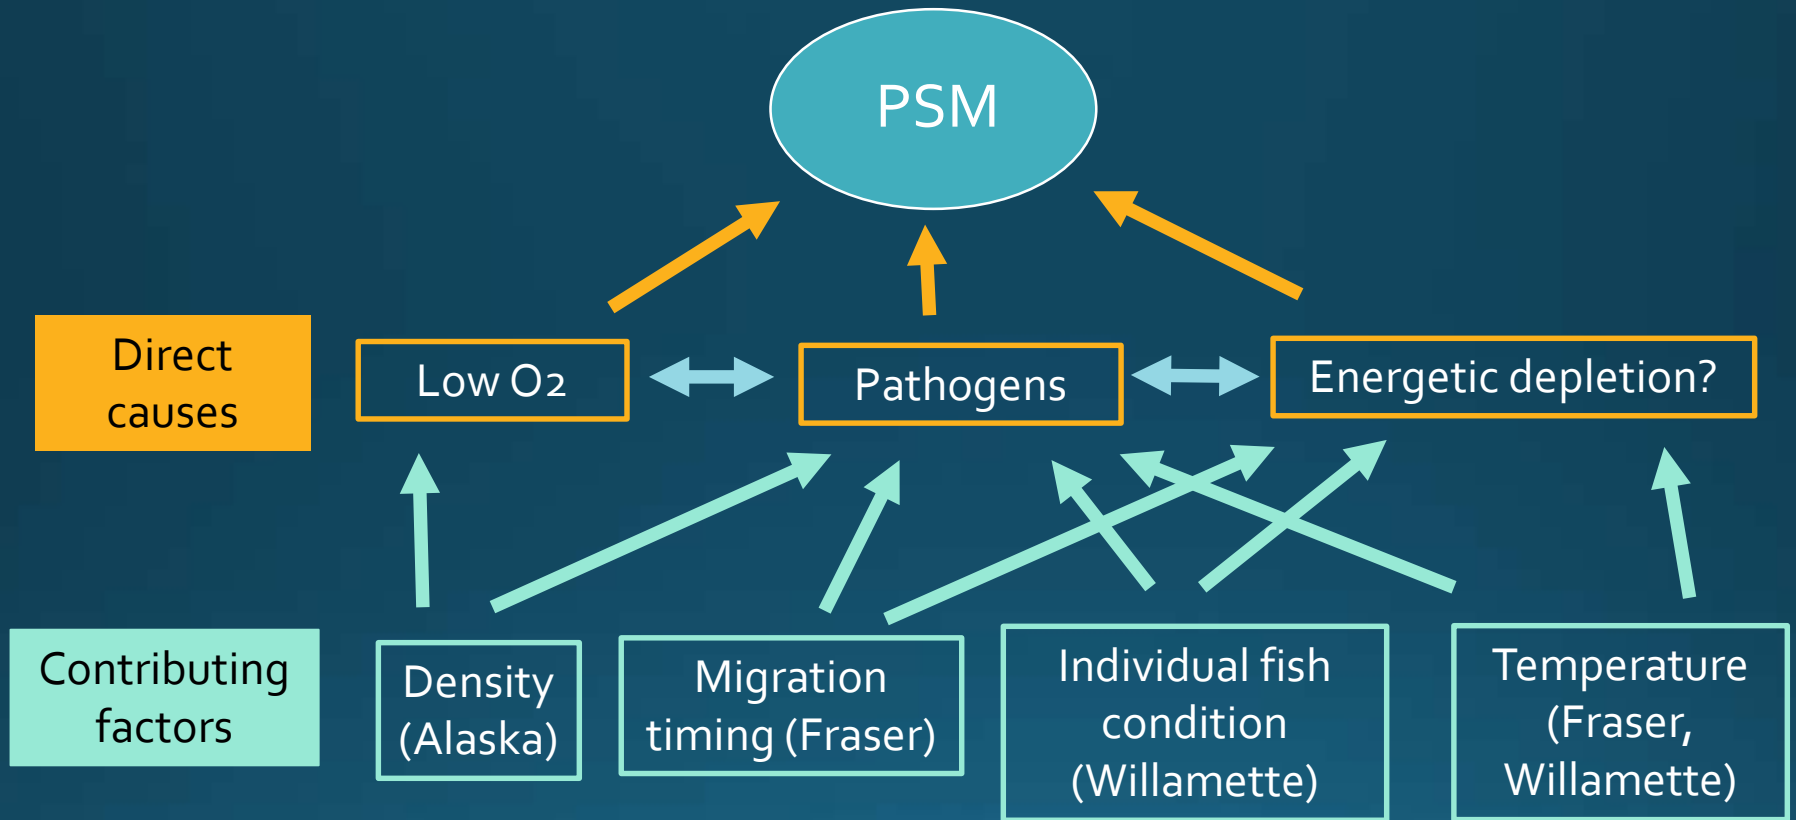 PSM
Direct
causes
Low O2
Pathogens
Energetic depletion?
Contributing
factors
Density
(Alaska)
Migration
timing (Fraser)
Individual fish
condition
(Willamette)
Temperature
(Fraser,
Willamette)